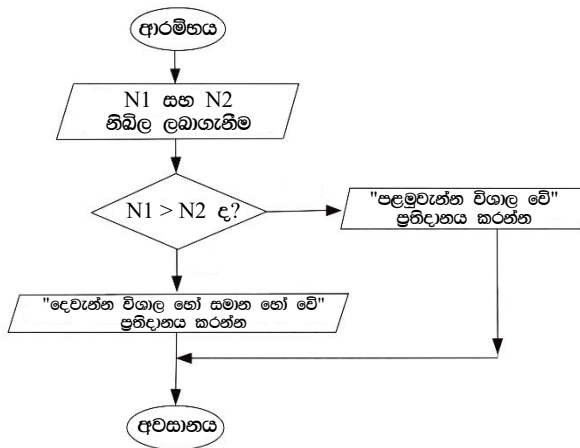 ආරම්භය
N1 සහ N2
නිඛිල ලබාගැනීම
N1 > N2 ද?
"පළමුවැන්න විශාල වේ"
ප්‍රතිදානය කරන්න
"දෙවැන්න විශාල හෝ සමාන හෝ වේ"
ප්‍රතිදානය කරන්න
අවසානය